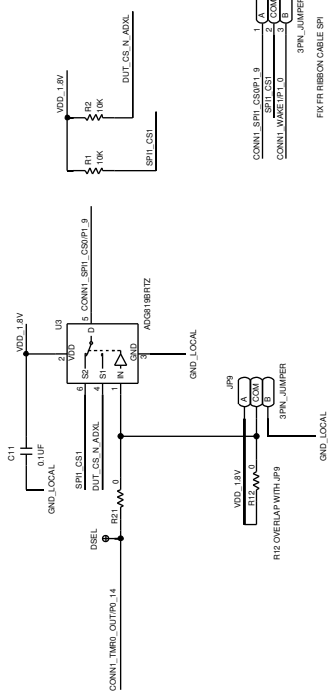 VDD_1.8V
R1
10K
R2
10K
DUT_CS_N_ADXL
SPI1_CS1
A
COM
B
1
2
3
CONN1_SPI1_CS0/P1_9
SPI1_CS1
CONN1_WAKE1/P1_0
3PIN_JUMPER
FIX FR RIBBON CABLE SPI
C11
0.1UF
GND_LOCAL
VDD_1.8V
U3
2
VDD
6
S2
4
S1
1
IN
D
5
GND
3
SPI1_CS1
DUT_CS_N_ADXL
CONN1_SPI1_CS0/P1_9
ADG819BRTZ
GND_LOCAL
CONN1_TMR0_OUT/P0_14
DSEL
R21
0
JP9
A
COM
B
3PIN_JUMPER
VDD_1.8V
R12
0
R12 OVERLAP WITH JP9
GND_LOCAL